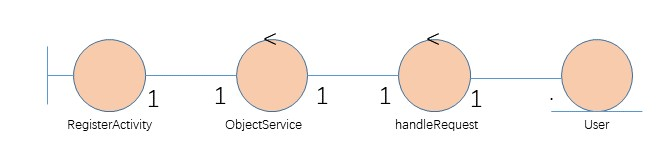 < <
1 1 1 1 1 .
RegisterActivity ObjectService handleRequest User